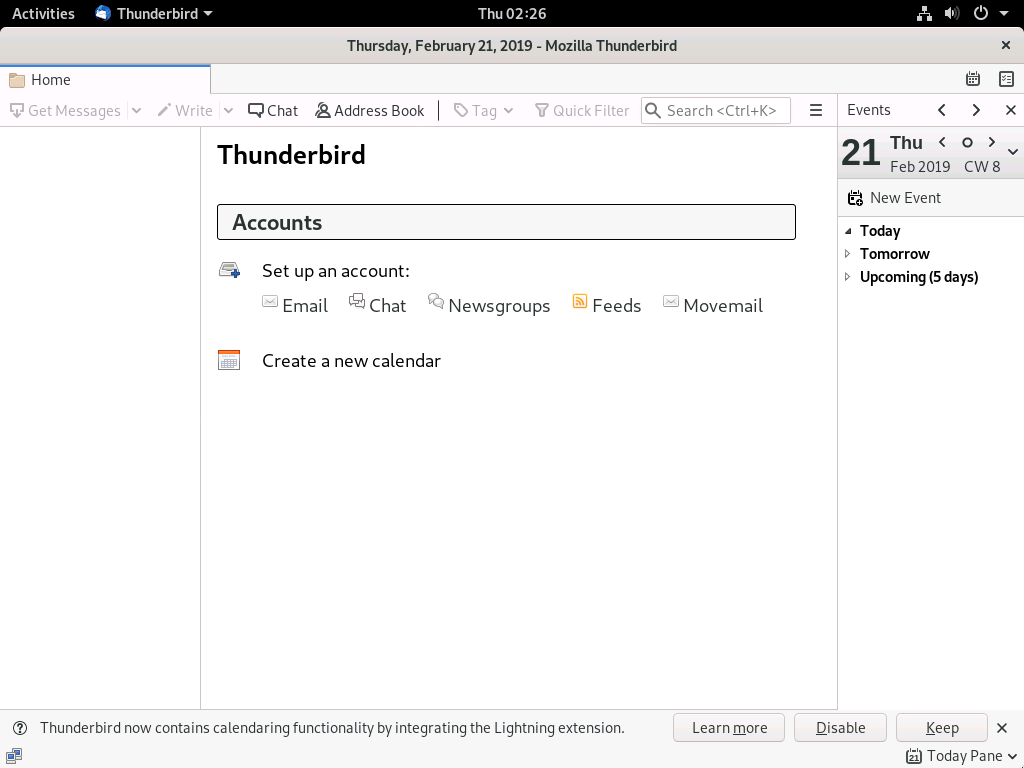 Activities Thunderbird Thu 02:26
Thursday, February 21, 2019 - Mozilla Thunderbird
Home
Get Messages Write Chat Address Book Tag Quick Filter Search <Ctrl+K> Events
Thunderbird
21 Thu
Feb 2019 CW 8
New Event
Accounts
Today
Tomorrow
Upcoming (5 days)
Set up an account:
Email Chat Newsgroups Feeds Movemail
Create a new calendar
Thunderbird now contains calendaring functionality by integrating the Lightning extension. Learn more Disable Keep
21 Today Pane